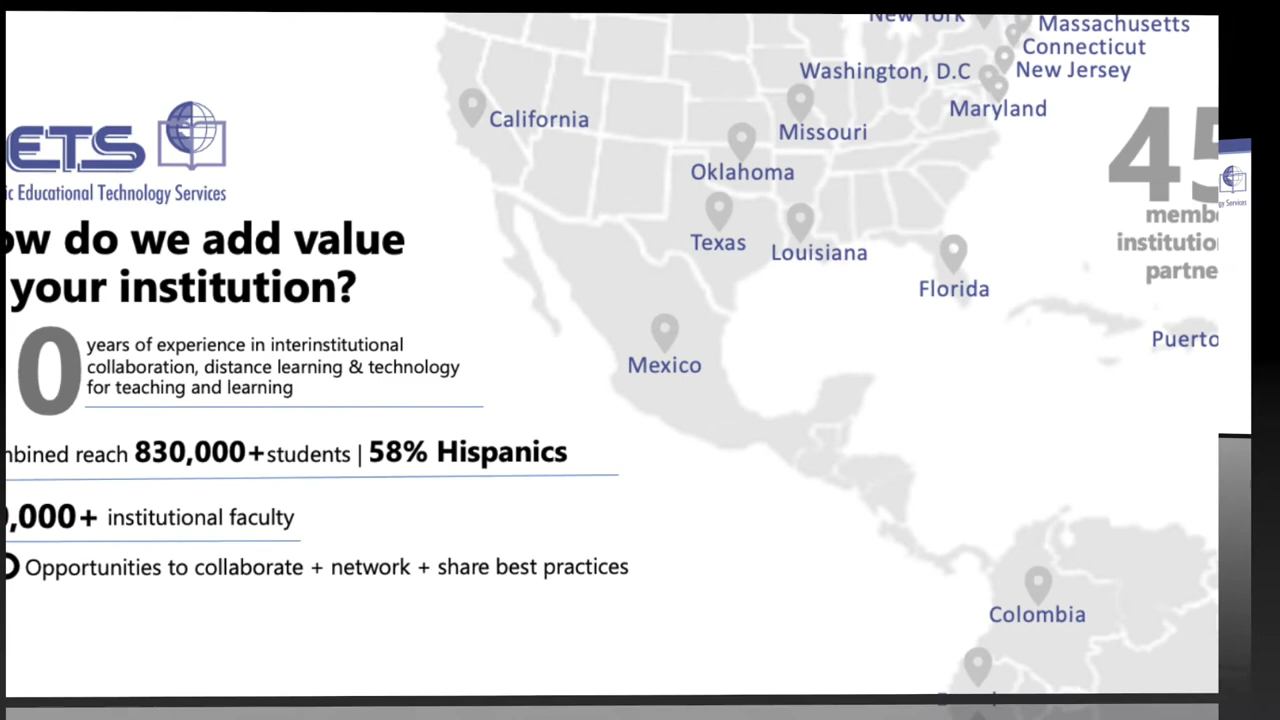 ETS
Educational Technology Services
do we add value
your institution?
years of experience in interinstitutional
collaboration, distance learning & technology
for teaching and learning
reach 830,000+students | 58% Hispanics
,000+ institutional faculty
Opportunities to collaborate + network + share best practices
New York
Massachusetts
Connecticut
New Jersey
Washington, D.C
Maryland
California
Missouri
Oklahoma
Texas
Louisiana
Florida
Mexico
Puerto
Colombia
45